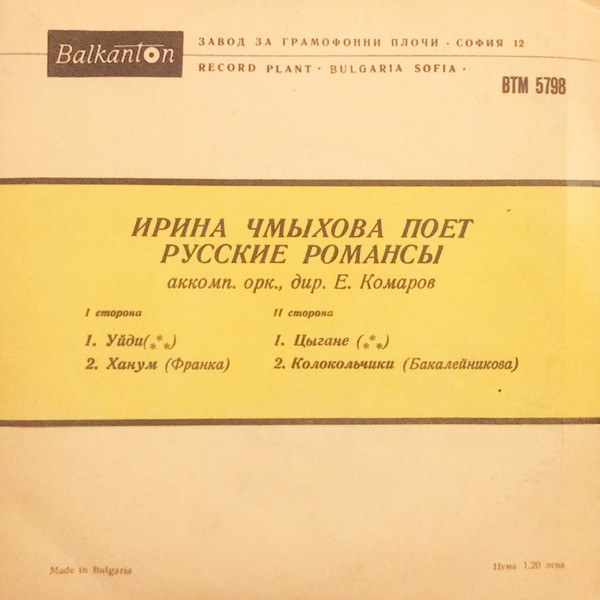 Balkanton
ЗАВОД ЗА ГРАМОФОННИ ПЛОЧИ · СОФИЯ 12
RECORD PLANT · BULGARIA SOFIA ·
ВТМ 5798
ИРИНА ЧМЫХОВА ПОЕТ
РУССКИЕ РОМАНСЫ
аккомп. орк., дир. Е. Комаров
I сторона
1. Уйди(***)
2. Ханум (Франка)
II сторона
1. Цыгане (***)
2. Колокольчики (Бакалейникова)
Made in Bulgaria
Цена 1.20 лева